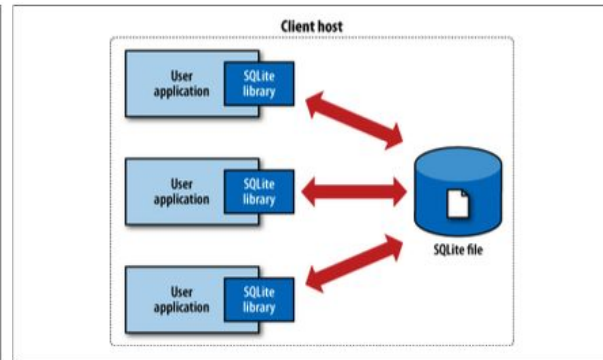 Client host
User
application
SQLite
library
User
application
SQLite
library
SQLite file
User
application
SQLite
library